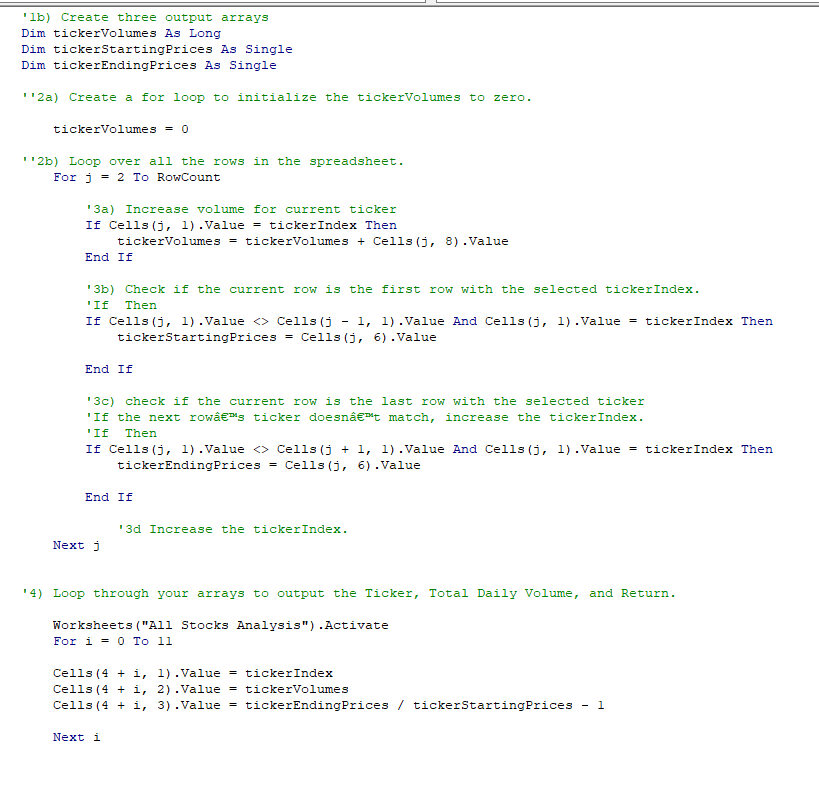 '1b) Create three output arrays
Dim tickerVolumes As Long
Dim tickerStartingPrices As Single
Dim tickerEndingPrices As Single
''2a) Create a for loop to initialize the tickerVolumes to zero.
tickerVolumes = 0
''2b) Loop over all the rows in the spreadsheet.
For j = 2 To RowCount
'3a) Increase volume for current ticker
If Cells(j, 1).Value = tickerIndex Then
tickerVolumes = tickerVolumes + Cells(j, 8).Value
End If
'3b) Check if the current row is the first row with the selected tickerIndex.
'If  Then
If Cells(j, 1).Value <> Cells(j - 1, 1).Value And Cells(j, 1).Value = tickerIndex Then
tickerStartingPrices = Cells(j, 6).Value
End If
'3c) check if the current row is the last row with the selected ticker
'If the next rowâ€™s ticker doesnâ€™t match, increase the tickerIndex.
'If  Then
If Cells(j, 1).Value <> Cells(j + 1, 1).Value And Cells(j, 1).Value = tickerIndex Then
tickerEndingPrices = Cells(j, 6).Value
End If
'3d Increase the tickerIndex.
Next j
'4) Loop through your arrays to output the Ticker, Total Daily Volume, and Return.
Worksheets("All Stocks Analysis").Activate
For i = 0 To 11
Cells(4 + i, 1).Value = tickerIndex
Cells(4 + i, 2).Value = tickerVolumes
Cells(4 + i, 3).Value = tickerEndingPrices / tickerStartingPrices - 1
Next i